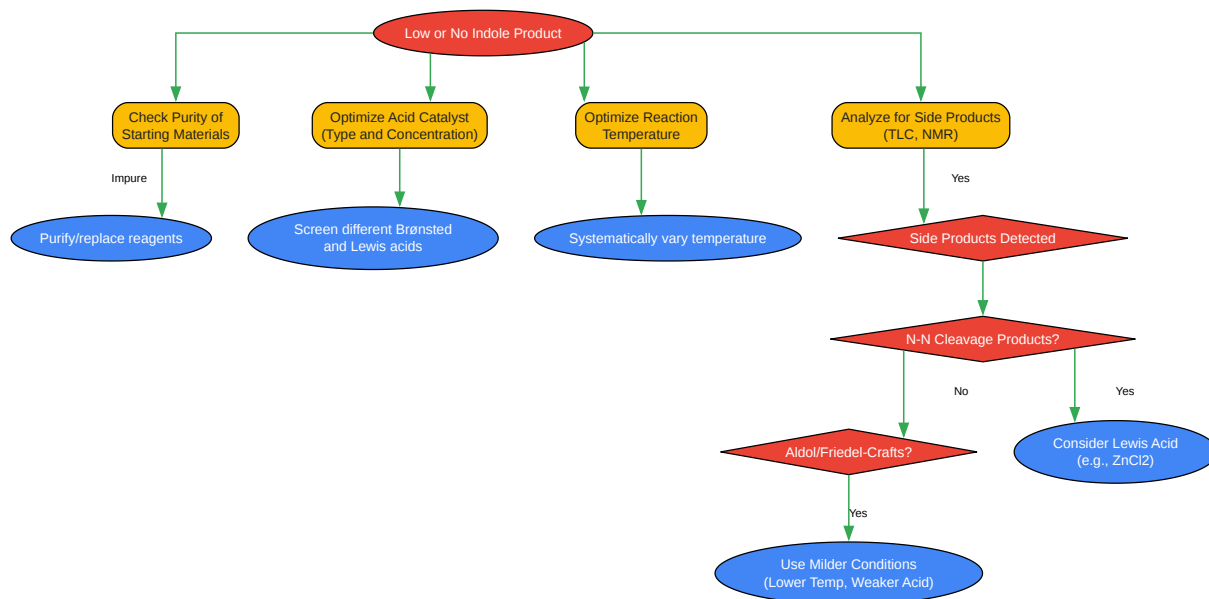 Low or No Indole Product
Check Purity of
Starting Materials
Optimize Acid Catalyst
(Type and Concentration)
Optimize Reaction
Temperature
Analyze for Side Products
(TLC, NMR)
Impure
Yes
Purify/replace reagents
Screen different Brønsted
and Lewis acids
Systematically vary temperature
Side Products Detected
N-N Cleavage Products?
No
Yes
Aldol/Friedel-Crafts?
Consider Lewis Acid
(e.g., ZnCl2)
Yes
Use Milder Conditions
(Lower Temp, Weaker Acid)